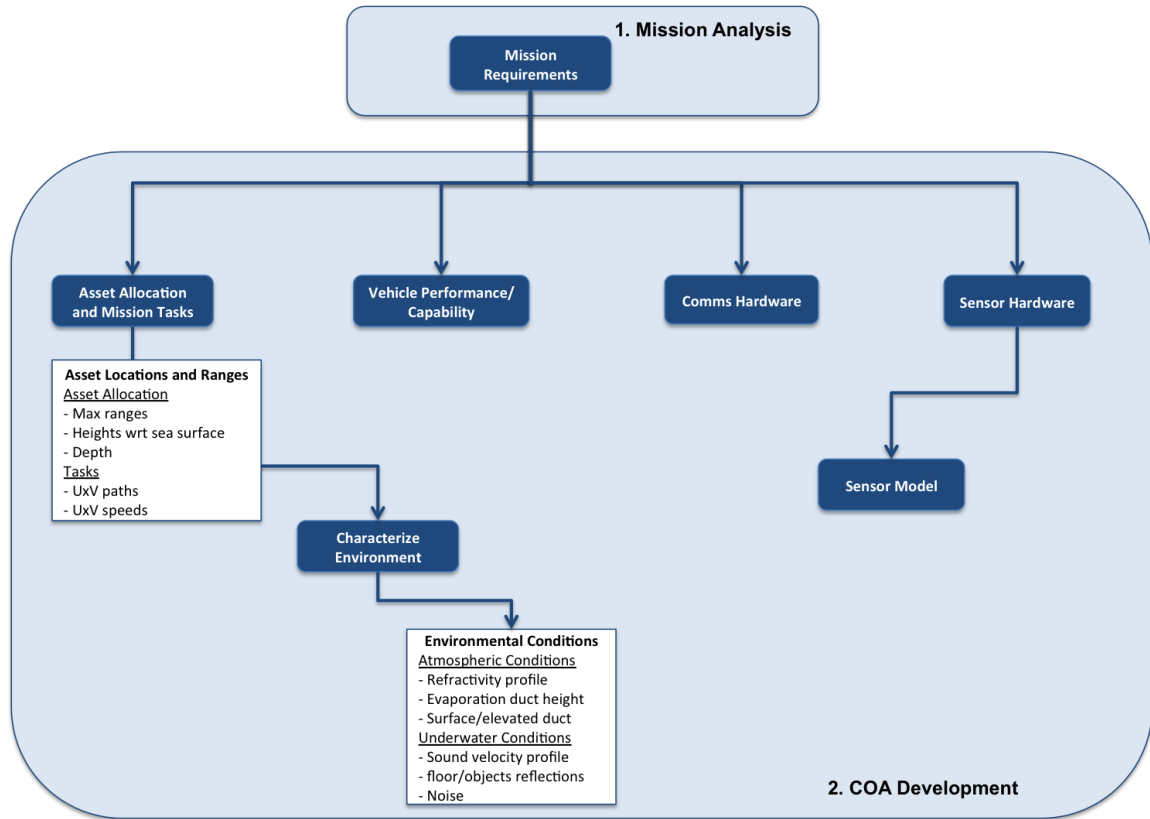 1. Mission Analysis
Mission
Requirements
Asset Allocation
and Mission Tasks
Vehicle Performance/
Capability
Comms Hardware
Sensor Hardware
Asset Locations and Ranges
Asset Allocation
- Max ranges
- Heights wrt sea surface
- Depth
Tasks
- UxV paths
- UxV speeds
Sensor Model
Characterize
Environment
Environmental Conditions
Atmospheric Conditions
- Refractivity profile
- Evaporation duct height
- Surface/elevated duct
Underwater Conditions
- Sound velocity profile
- floor/objects reflections
- Noise
2. COA Development